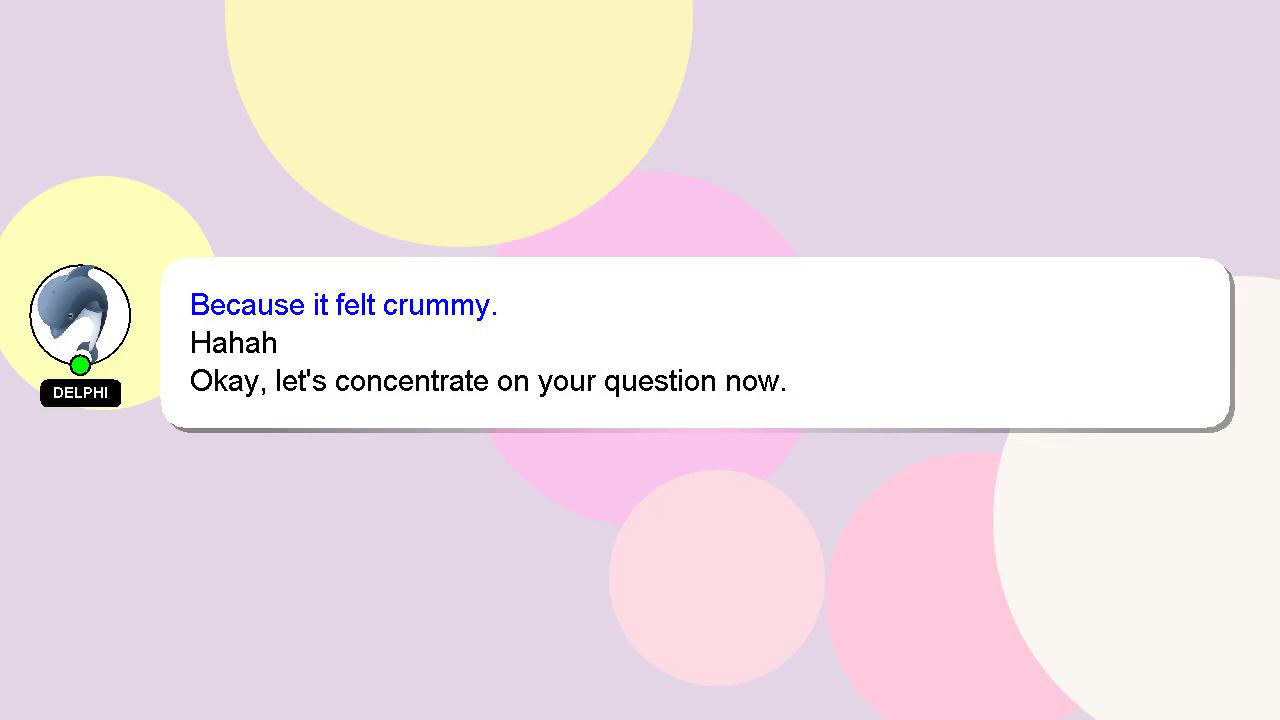 Because it felt crummy.
Hahah
Okay, let's concentrate on your question now.
DELPHI